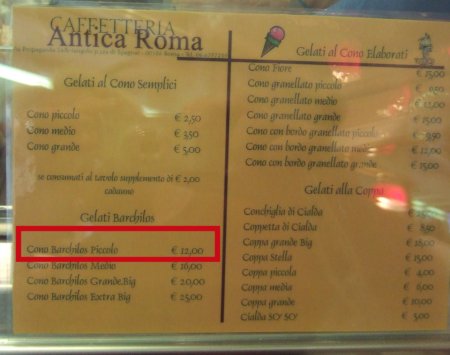 CAFFETTERIA
Antica Roma
Gelati al Cono Semplici
Cono piccolo € 2,50
Cono medio € 3,50
Cono grande € 5,00
se consumati al tavolo supplemento di € 2,00
cadauno
Gelati Barchilos
Cono Barchilos Piccolo € 12,00
Cono Barchilos Medio € 16,00
Cono Barchilos Grande.Big € 20,00
Cono Barchilos Extra Big € 25,00
Gelati al Cono Elaborati
Cono Fiore € 15,00
Cono granellato piccolo
Cono granellato medio
Cono granellato grande
Cono con bordo granellato piccolo
Cono con bordo granellato medio € 12,00
Cono con bordo granellato grande € 15,00
Gelati alla Coppa
Conchiglia di Cialda
Coppetta di Cialda € 8,50
Coppa grande Big € 18,00
Coppa Stella € 15,00
Coppa piccola € 4,00
Coppa media € 6,00
Coppa grande € 10,00
Cialda SO' SO' € 3,00